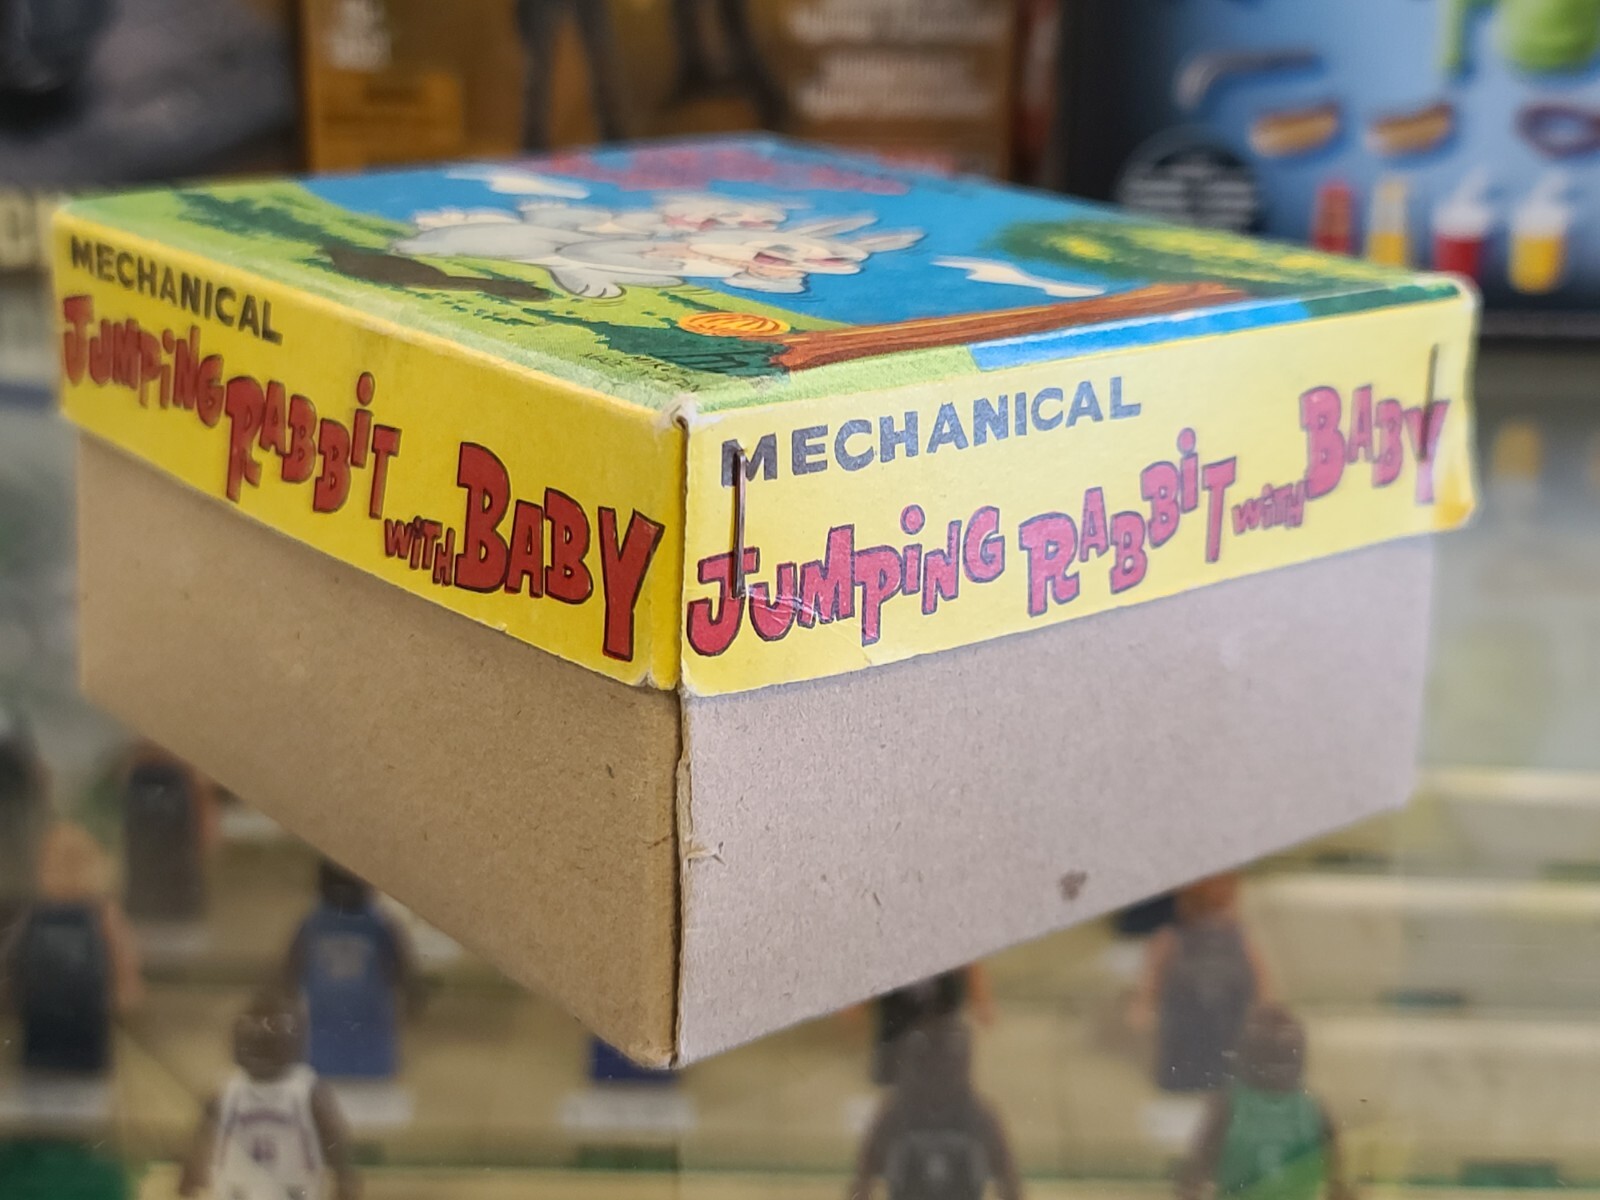 MECHANICAL
JUMPiNG RABBiT WiTH BABY
MECHANICAL
JUMPiNG RABBiT WiTH BABY